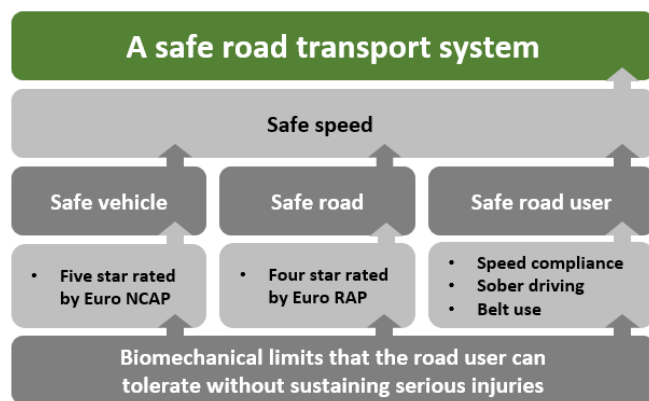 A safe road transport system
Safe speed
Safe vehicle
Safe road
Safe road user
• Five star rated
by Euro NCAP
• Four star rated
by Euro RAP
• Speed compliance
• Sober driving
• Belt use
Biomechanical limits that the road user can
tolerate without sustaining serious injuries